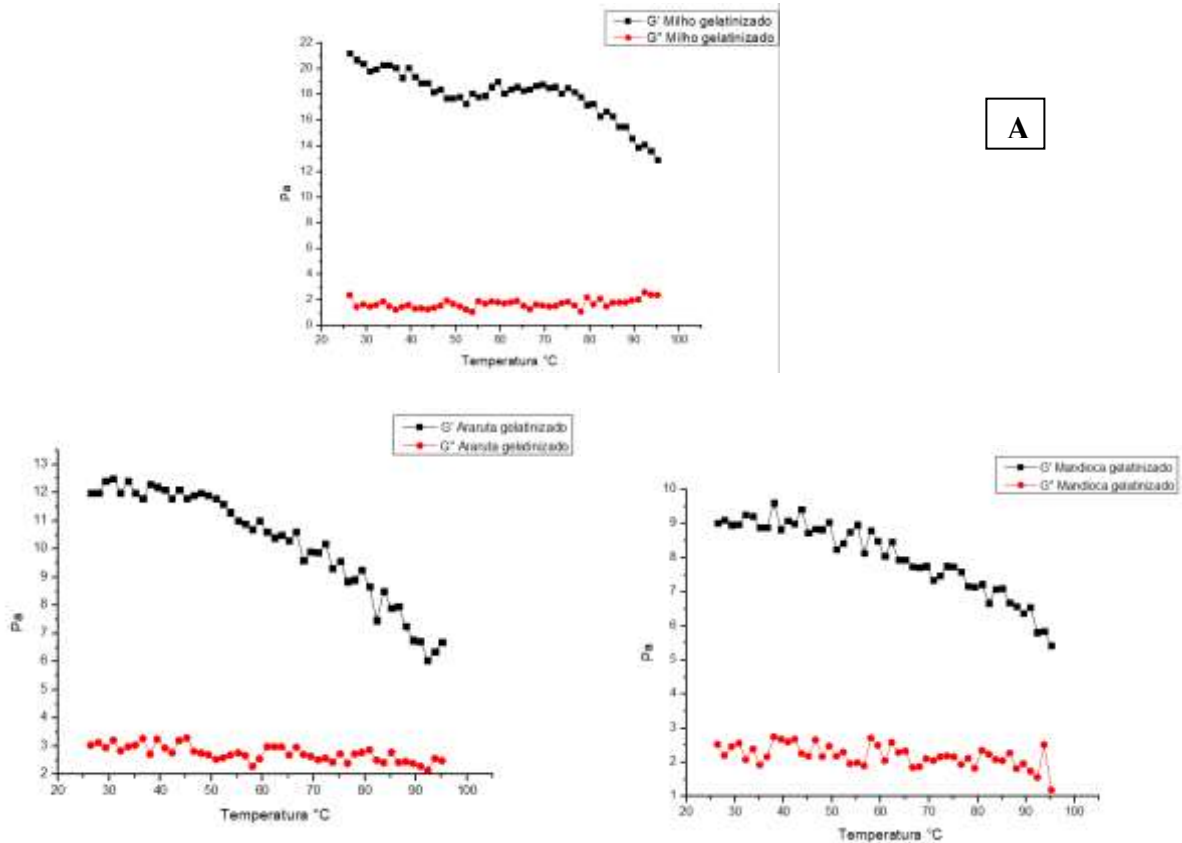 G' Milho gelatinizado
G" Milho gelatinizado
22
20
18
16
14
12
10
8
6
4
2
0
Pa
20 30 40 50 60 70 80 90 100
Temperatura °C
A
G' Araruta gelatinizado
G" Araruta gelatinizado
13
12
11
10
9
8
7
6
5
4
3
2
Pa
20 30 40 50 60 70 80 90 100
Temperatura °C
G' Mandioca gelatinizado
G" Mandioca gelatinizado
10
9
8
7
6
5
4
3
2
1
Pa
20 30 40 50 60 70 80 90 100
Temperatura °C